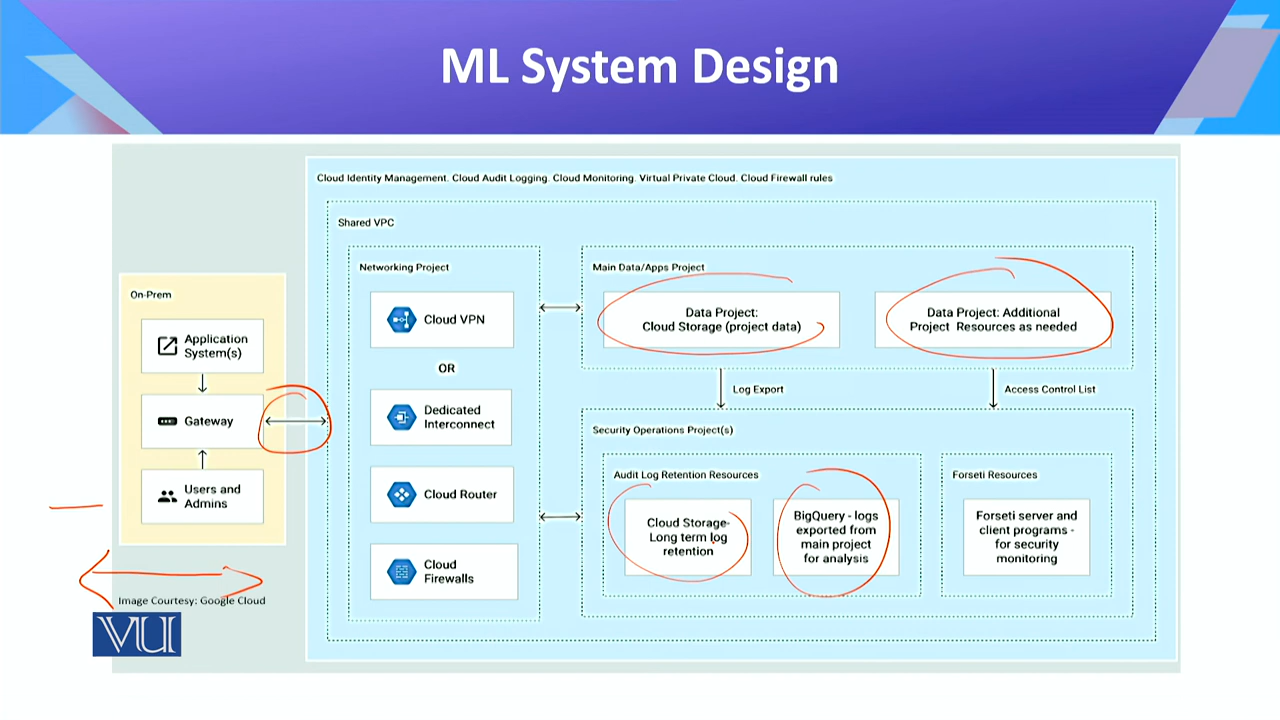 ML System Design
Cloud Identity Management. Cloud Audit Logging. Cloud Monitoring. Virtual Private Cloud. Cloud Firewall rules
Shared VPC
On-Prem
Application
System(s)
Gateway
Users and
Admins
Networking Project
Cloud VPN
OR
Dedicated
Interconnect
Cloud Router
Cloud
Firewalls
Main Data/Apps Project
Data Project:
Cloud Storage (project data)
Data Project: Additional
Project Resources as needed
Log Export
Access Control List
Security Operations Project(s)
Audit Log Retention Resources
Cloud Storage-
Long term log
retention
BigQuery - logs
exported from
main project
for analysis
Forseti Resources
Forseti server and
client programs -
for security
monitoring
Image Courtesy: Google Cloud
VU